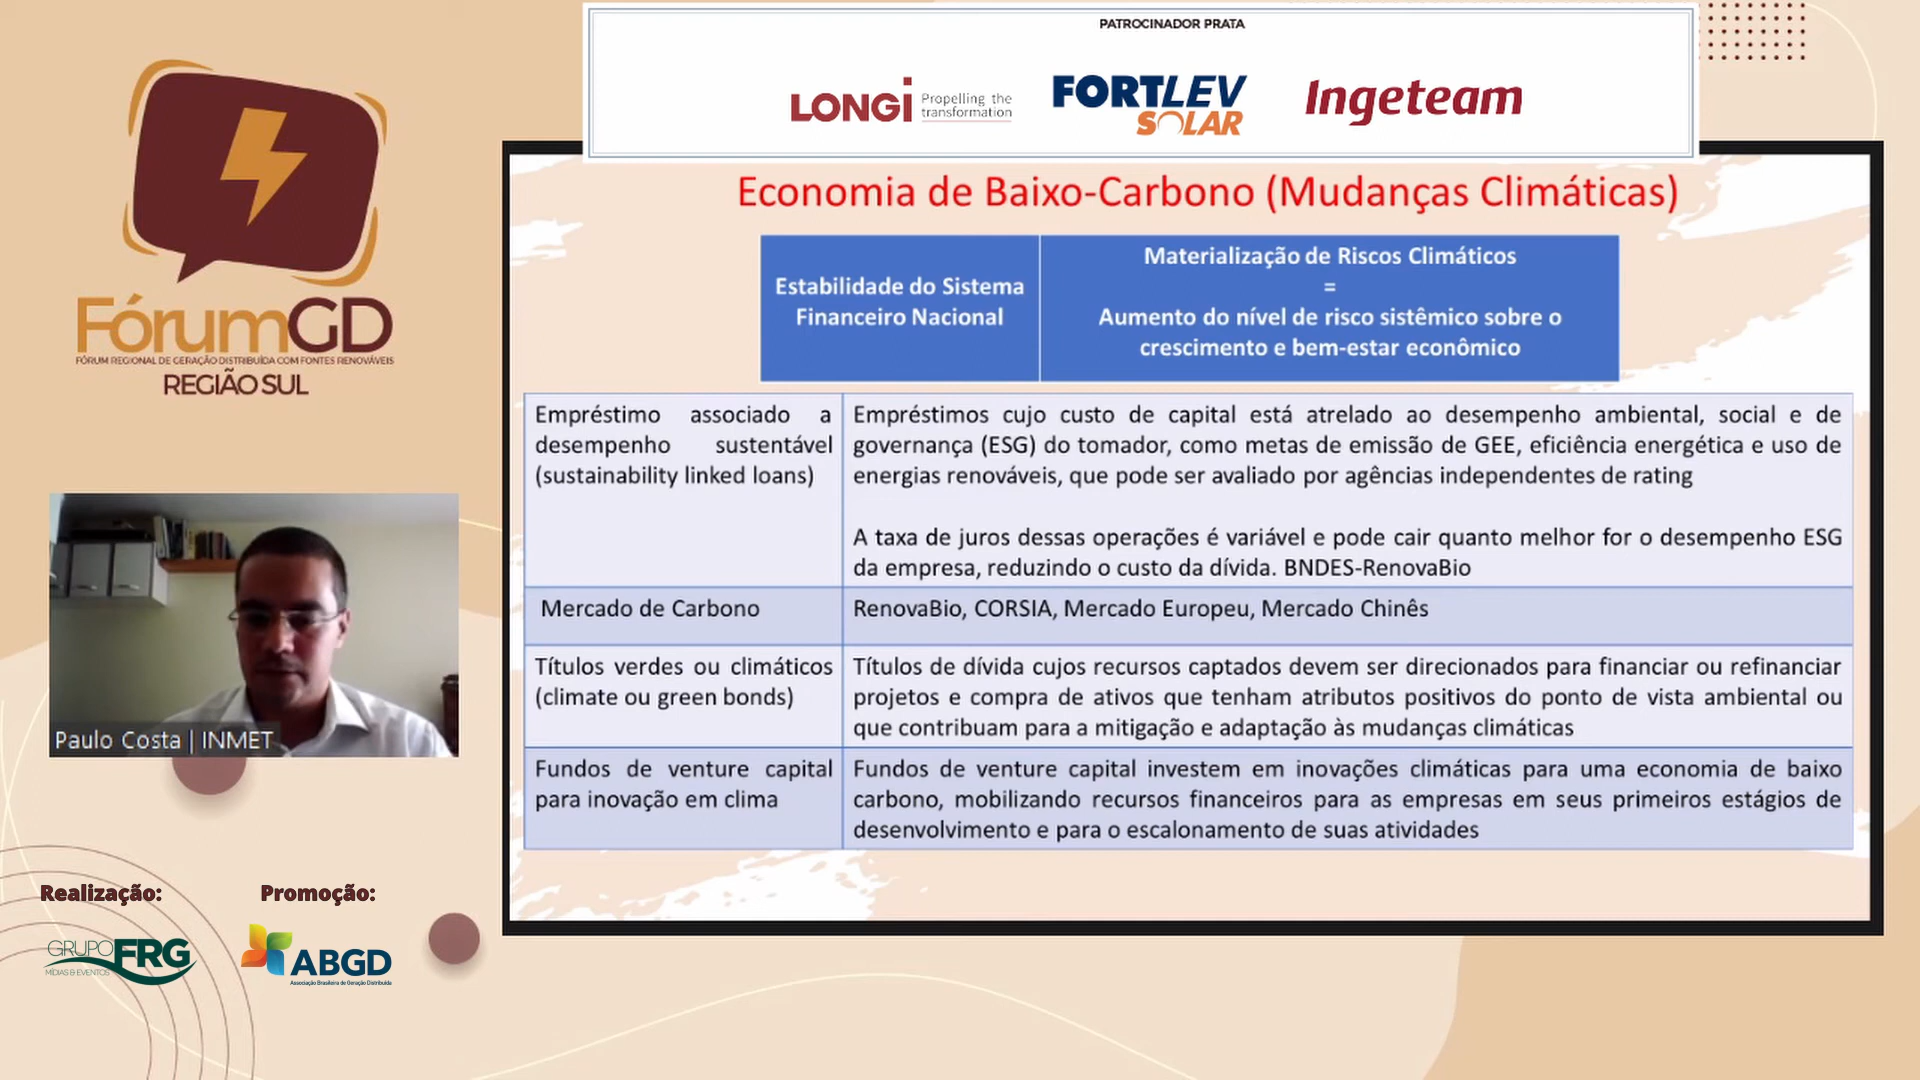 PATROCINADOR PRATA
LONGi
Propelling the
transformation
FORTLEV
SOLAR
Ingeteam
FórumGD
FÓRUM REGIONAL DE GERAÇÃO DISTRIBUÍDA COM FONTES RENOVÁVEIS
REGIÃO SUL
Economia de Baixo-Carbono (Mudanças Climáticas)
Estabilidade do Sistema
Financeiro Nacional
Materialização de Riscos Climáticos
=
Aumento do nível de risco sistêmico sobre o
crescimento e bem-estar econômico
Empréstimo associado a
desempenho sustentável
(sustainability linked loans)
Empréstimos cujo custo de capital está atrelado ao desempenho ambiental, social e de
governança (ESG) do tomador, como metas de emissão de GEE, eficiência energética e uso de
energias renováveis, que pode ser avaliado por agências independentes de rating
A taxa de juros dessas operações é variável e pode cair quanto melhor for o desempenho ESG
da empresa, reduzindo o custo da dívida. BNDES-RenovaBio
Mercado de Carbono
RenovaBio, CORSIA, Mercado Europeu, Mercado Chinês
Títulos verdes ou climáticos
(climate ou green bonds)
Títulos de dívida cujos recursos captados devem ser direcionados para financiar ou refinanciar
projetos e compra de ativos que tenham atributos positivos do ponto de vista ambiental ou
que contribuam para a mitigação e adaptação às mudanças climáticas
Fundos de venture capital
para inovação em clima
Fundos de venture capital investem em inovações climáticas para uma economia de baixo
carbono, mobilizando recursos financeiros para as empresas em seus primeiros estágios de
desenvolvimento e para o escalonamento de suas atividades
Paulo Costa | INMET
Realização:
Promoção:
GRUPO FRG
MÍDIAS & EVENTOS
ABGD
Associação Brasileira de Geração Distribuída